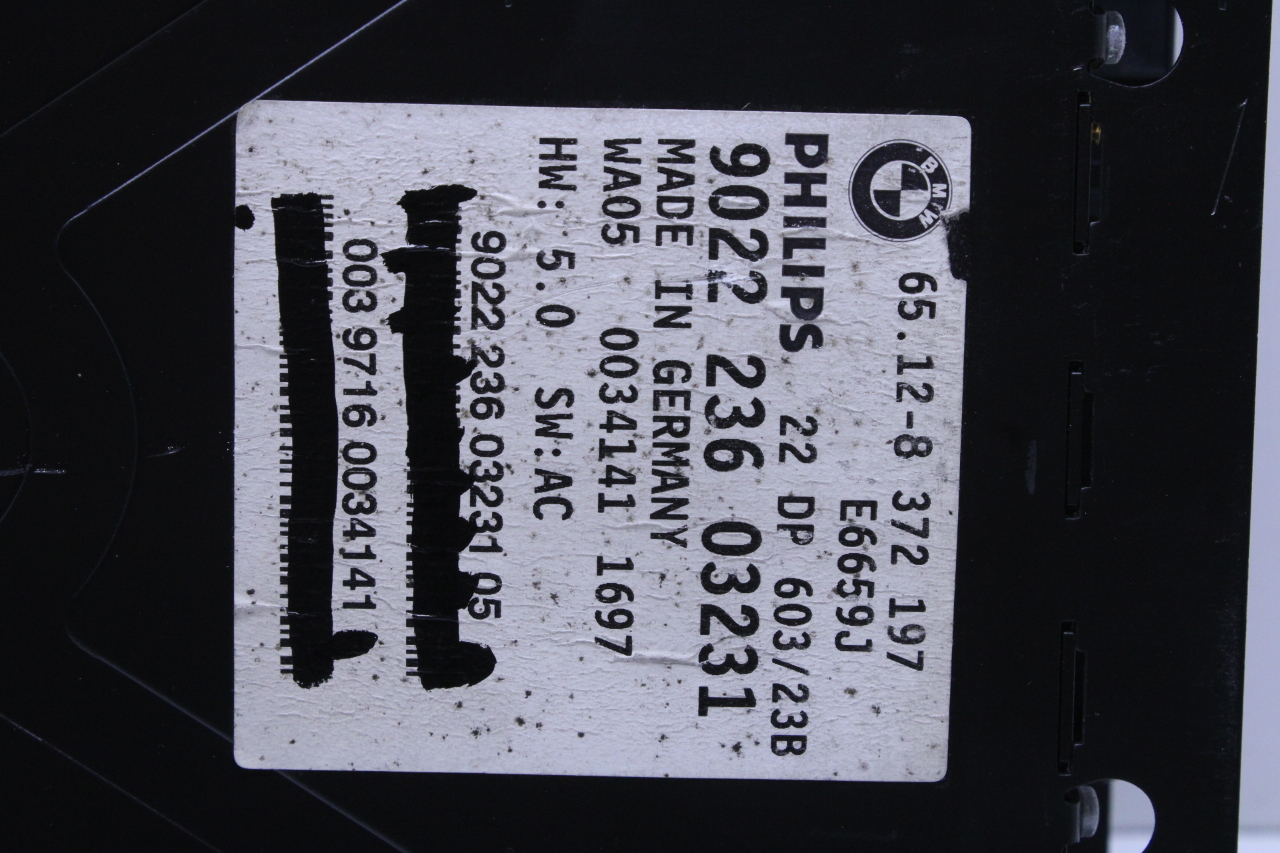 BMW
65.12-8 372 197
E6659J
PHILIPS 22 DP 603/23B
9022 236 03231
MADE IN GERMANY
WA05 0034141 1697
HW: 5.0 SW:AC
9022 236 03231 05
003 9716 0034141